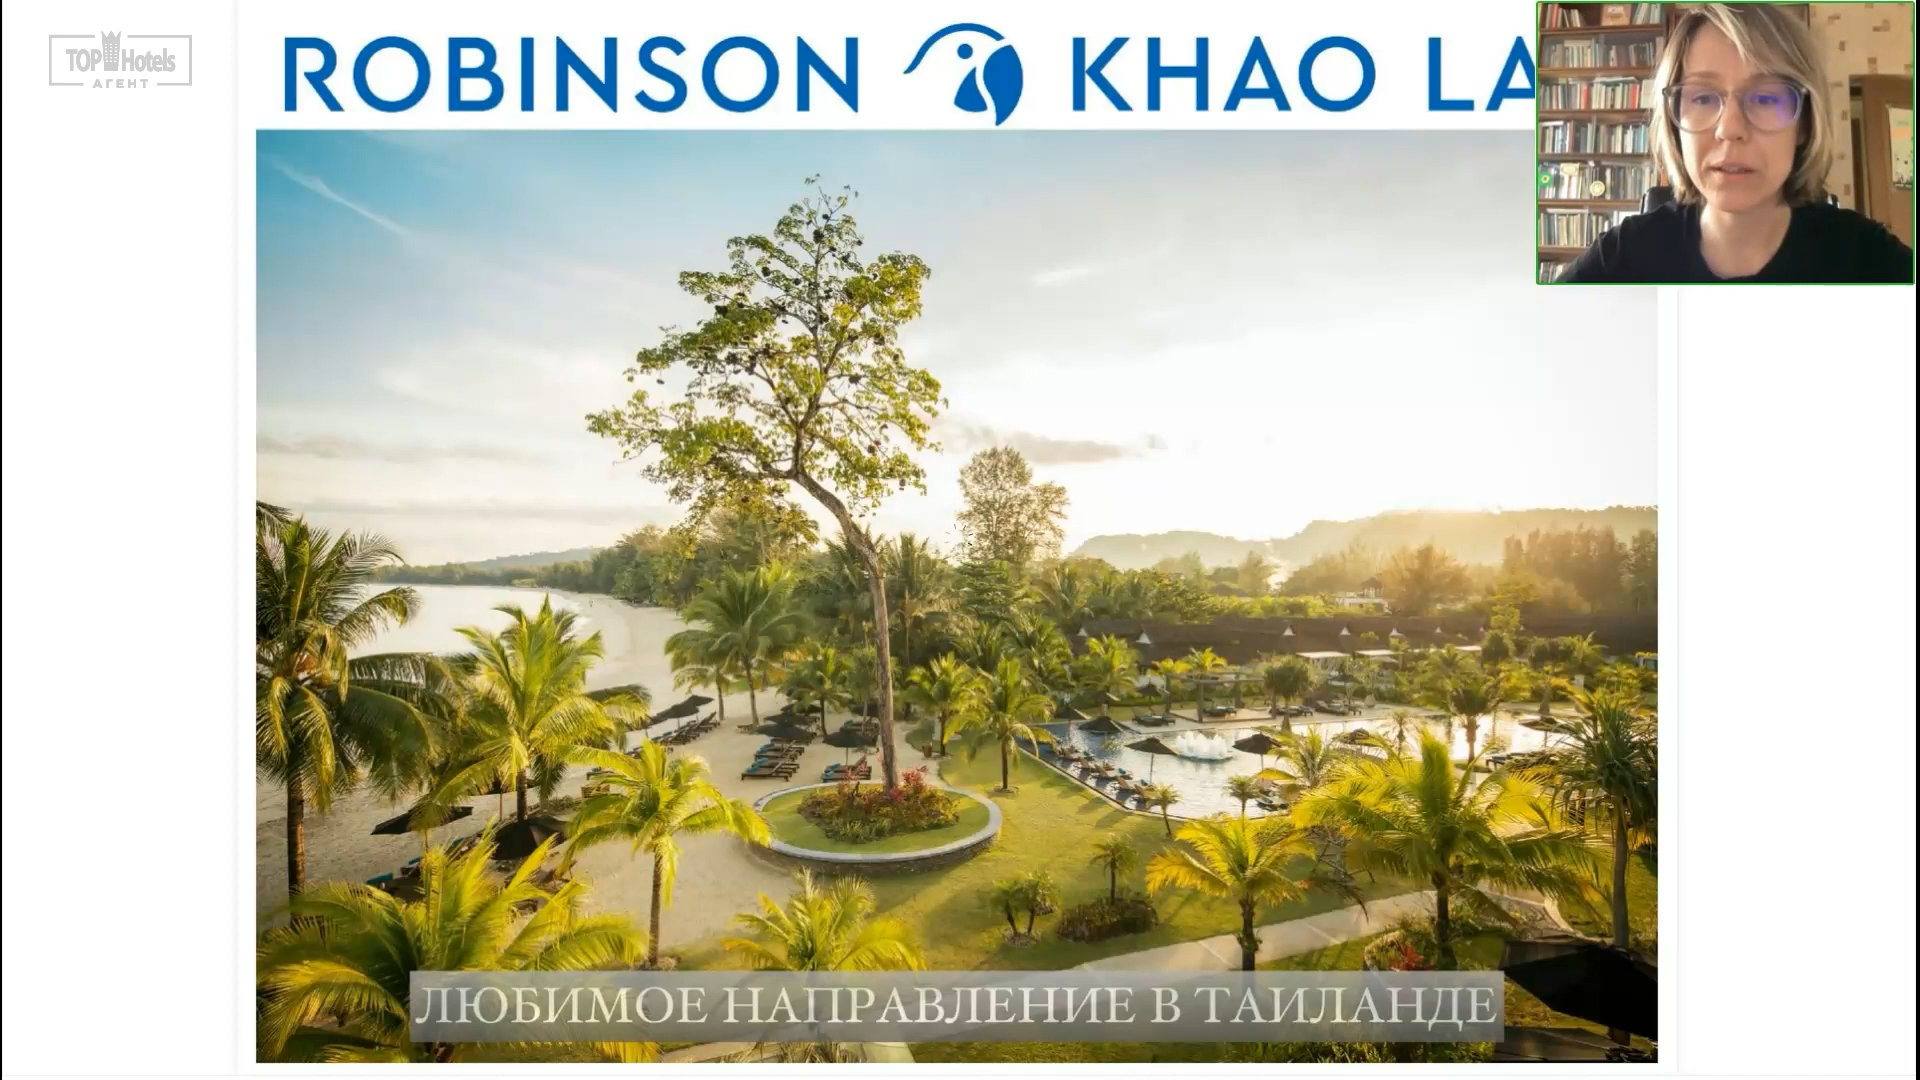 TOP Hotels
АГЕНТ
ROBINSON KHAO LA
ЛЮБИМОЕ НАПРАВЛЕНИЕ В ТАИЛАНДЕ